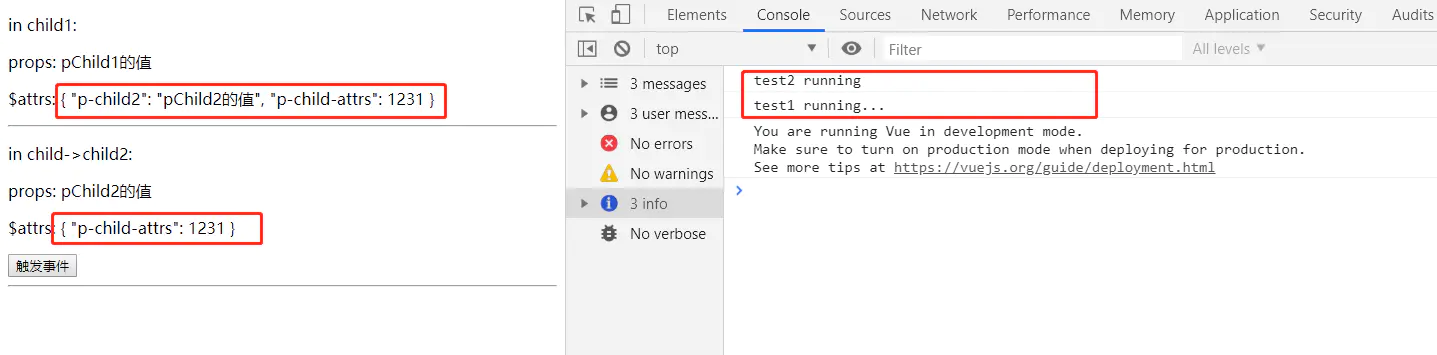 in child1:
props: pChild1的值
$attrs: { "p-child2": "pChild2的值", "p-child-attrs": 1231 }
in child->child2:
props: pChild2的值
$attrs: { "p-child-attrs": 1231 }
触发事件
Elements Console Sources Network Performance Memory Application Security Audits
top Filter All levels
3 messages
3 user mess...
No errors
No warnings
3 info
No verbose
test2 running
test1 running...
You are running Vue in development mode.
Make sure to turn on production mode when deploying for production.
See more tips at https://vuejs.org/guide/deployment.html